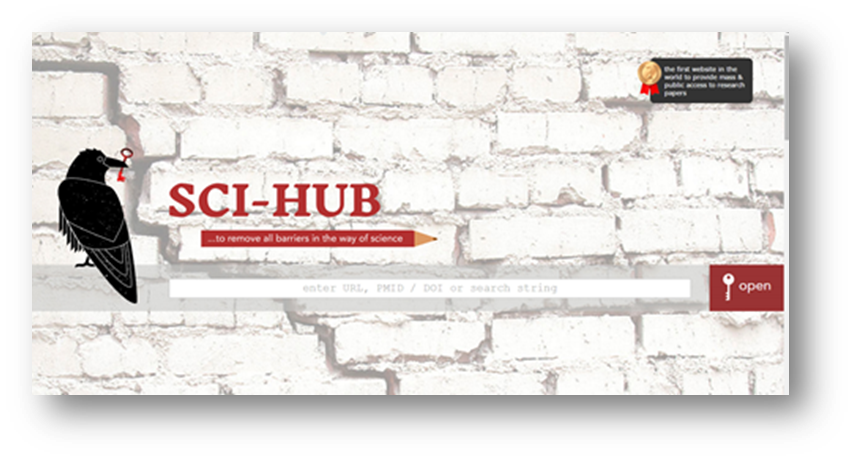 the first website in the
world to provide mass &
public access to research
papers
SCI-HUB
...to remove all barriers in the way of science
enter URL, PMID / DOI or search string
open